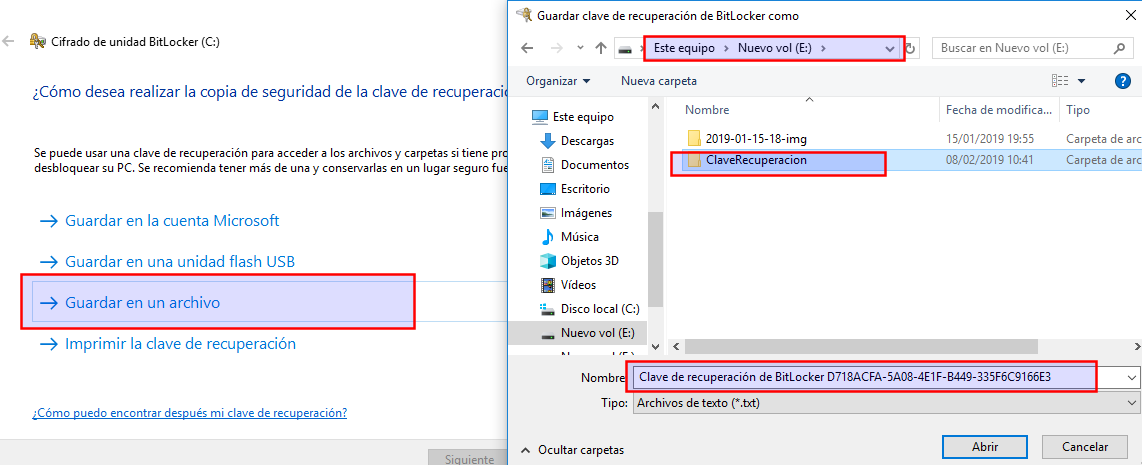 Cifrado de unidad BitLocker (C:)
¿Cómo desea realizar la copia de seguridad de la clave de recuperació
Se puede usar una clave de recuperación para acceder a los archivos y carpetas si tiene pro
desbloquear su PC. Se recomienda tener más de una y conservarlas en un lugar seguro fue
Guardar en la cuenta Microsoft
Guardar en una unidad flash USB
Guardar en un archivo
Imprimir la clave de recuperación
¿Cómo puedo encontrar después mi clave de recuperación?
Siguiente
Guardar clave de recuperación de BitLocker como
Este equipo
Nuevo vol (E:)
Buscar en Nuevo vol (E:)
Organizar
Nueva carpeta
Este equipo
Descargas
Documentos
Escritorio
Imágenes
Música
Objetos 3D
Vídeos
Disco local (C:)
Nuevo vol (E:)
Nombre Fecha de modifica... Tipo
2019-01-15-18-img 15/01/2019 19:55 Carpeta de arc
ClaveRecuperacion 08/02/2019 10:41 Carpeta de arc
Nombre: Clave de recuperación de BitLocker D718ACFA-5A08-4E1F-B449-335F6C9166E3
Tipo: Archivos de texto (*.txt)
Ocultar carpetas
Abrir
Cancelar